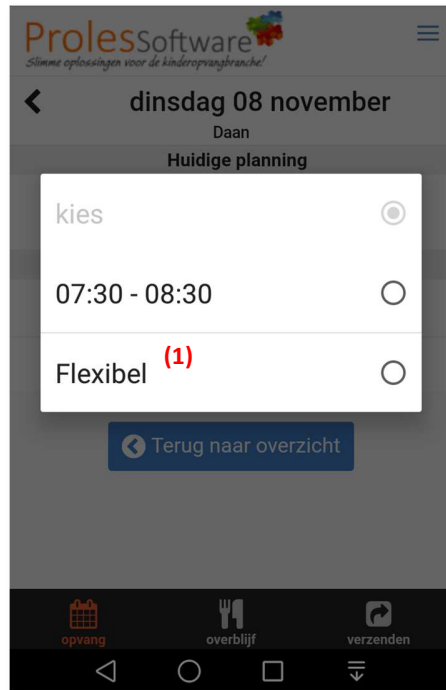 ProlesSoftware
Slimme oplossingen voor de kinderopvangbranche!
dinsdag 08 november
Daan
Huidige planning
kies
07:30 - 08:30
Flexibel (1)
Terug naar overzicht
opvang overblijf verzenden